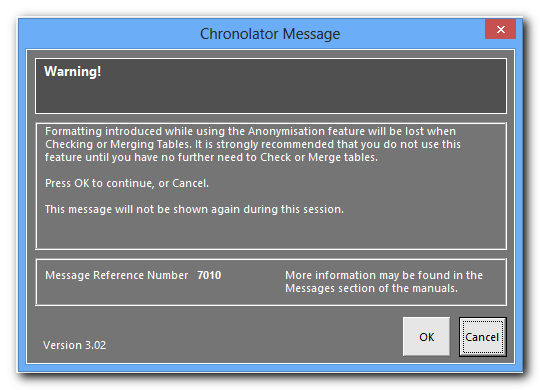 Chronolator Message
Warning!
Formatting introduced while using the Anonymisation feature will be lost when
Checking or Merging Tables. It is strongly recommended that you do not use this
feature until you have no further need to Check or Merge tables.
Press OK to continue, or Cancel.
This message will not be shown again during this session.
Message Reference Number 7010
More information may be found in the
Messages section of the manuals.
Version 3.02
OK
Cancel